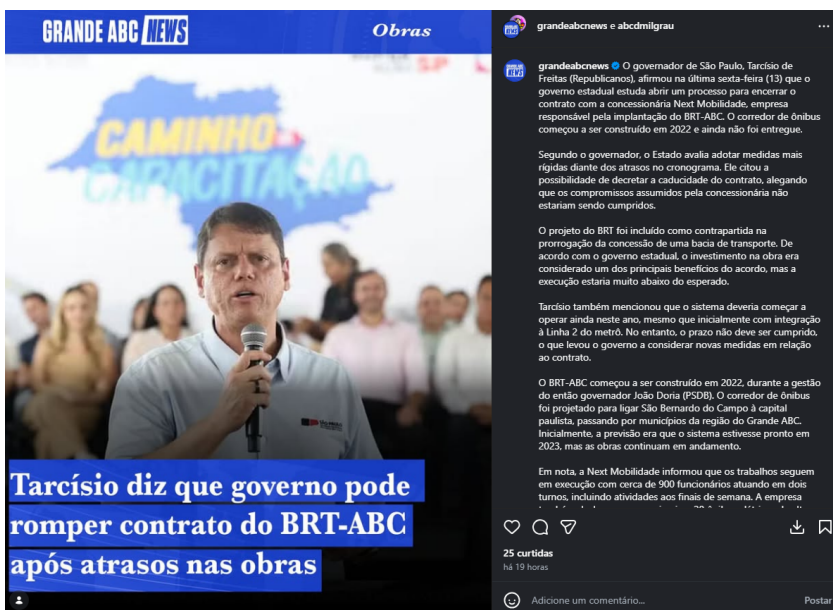 GRANDE ABC NEWS
Obras
SP
CAMINHO
CAPACITAÇÃO
Tarcísio diz que governo pode
romper contrato do BRT-ABC
após atrasos nas obras
grandeabcnews e abcdmilgrau
grandeabcnews O governador de São Paulo, Tarcísio de
Freitas (Republicanos), afirmou na última sexta-feira (13) que o
governo estadual estuda abrir um processo para encerrar o
contrato com a concessionária Next Mobilidade, empresa
responsável pela implantação do BRT-ABC. O corredor de ônibus
começou a ser construído em 2022 e ainda não foi entregue.
Segundo o governador, o Estado avalia adotar medidas mais
rígidas diante dos atrasos no cronograma. Ele citou a
possibilidade de decretar a caducidade do contrato, alegando
que os compromissos assumidos pela concessionária não
estariam sendo cumpridos.
O projeto do BRT foi incluído como contrapartida na
prorrogação da concessão de uma bacia de transporte. De
acordo com o governo estadual, o investimento na obra era
considerado um dos principais benefícios do acordo, mas a
execução estaria muito abaixo do esperado.
Tarcísio também mencionou que o sistema deveria começar a
operar ainda neste ano, mesmo que inicialmente com integração
à Linha 2 do metrô. No entanto, o prazo não deve ser cumprido,
o que levou o governo a considerar novas medidas em relação
ao contrato.
O BRT-ABC começou a ser construído em 2022, durante a gestão
do então governador João Doria (PSDB). O corredor de ônibus
foi projetado para ligar São Bernardo do Campo à capital
paulista, passando por municípios da região do Grande ABC.
Inicialmente, a previsão era que o sistema estivesse pronto em
2023, mas as obras continuam em andamento.
Em nota, a Next Mobilidade informou que os trabalhos seguem
em execução com cerca de 900 funcionários atuando em dois
turnos, incluindo atividades aos finais de semana. A empresa
25 curtidas
há 19 horas
Adicione um comentário...
Postar